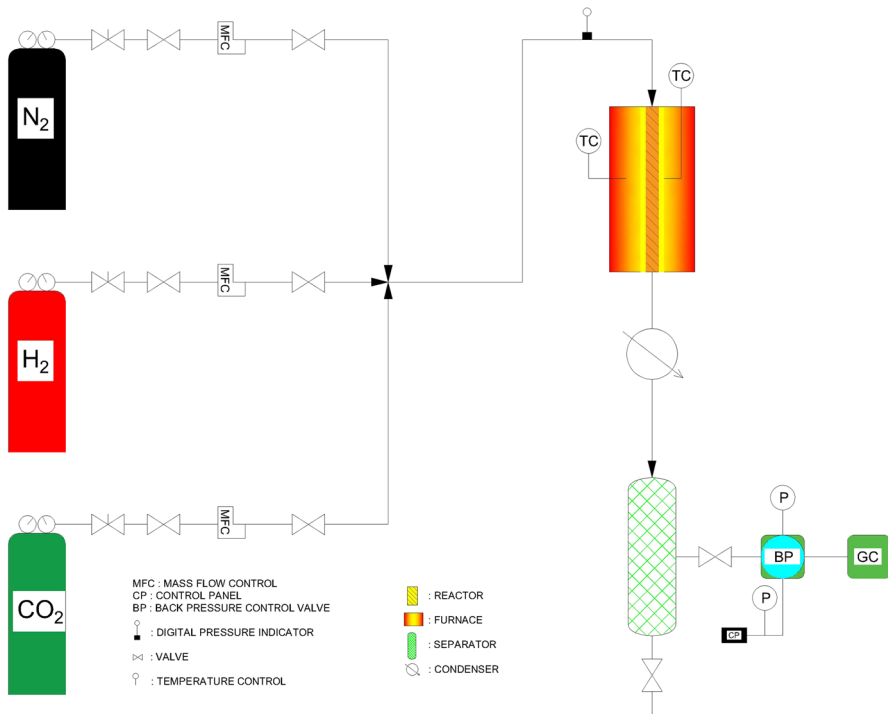 N2
MFC
TC
TC
H2
MFC
CO2
MFC
P
BP
GC
P
CP
MFC : MASS FLOW CONTROL
CP : CONTROL PANEL
BP : BACK PRESSURE CONTROL VALVE
: DIGITAL PRESSURE INDICATOR
: VALVE
: TEMPERATURE CONTROL
: REACTOR
: FURNACE
: SEPARATOR
: CONDENSER